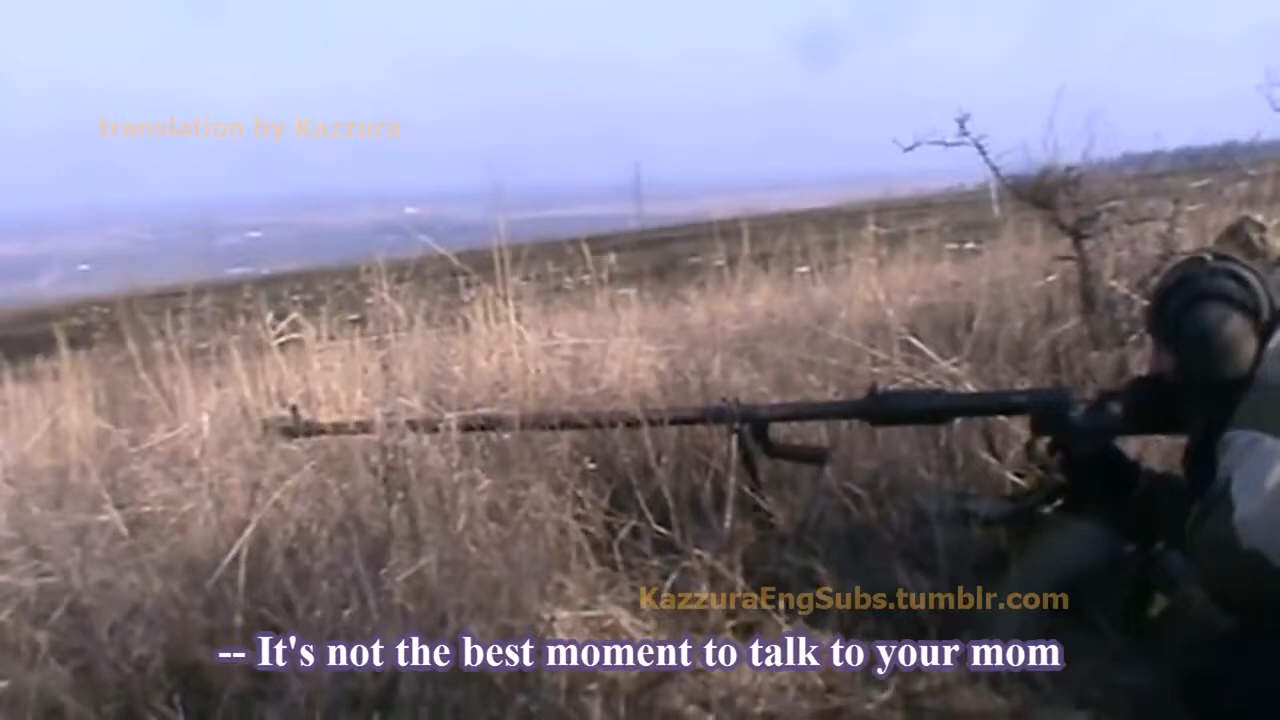 translation by Kazzura
KazzuraEngSubs.tumblr.com
-- It's not the best moment to talk to your mom